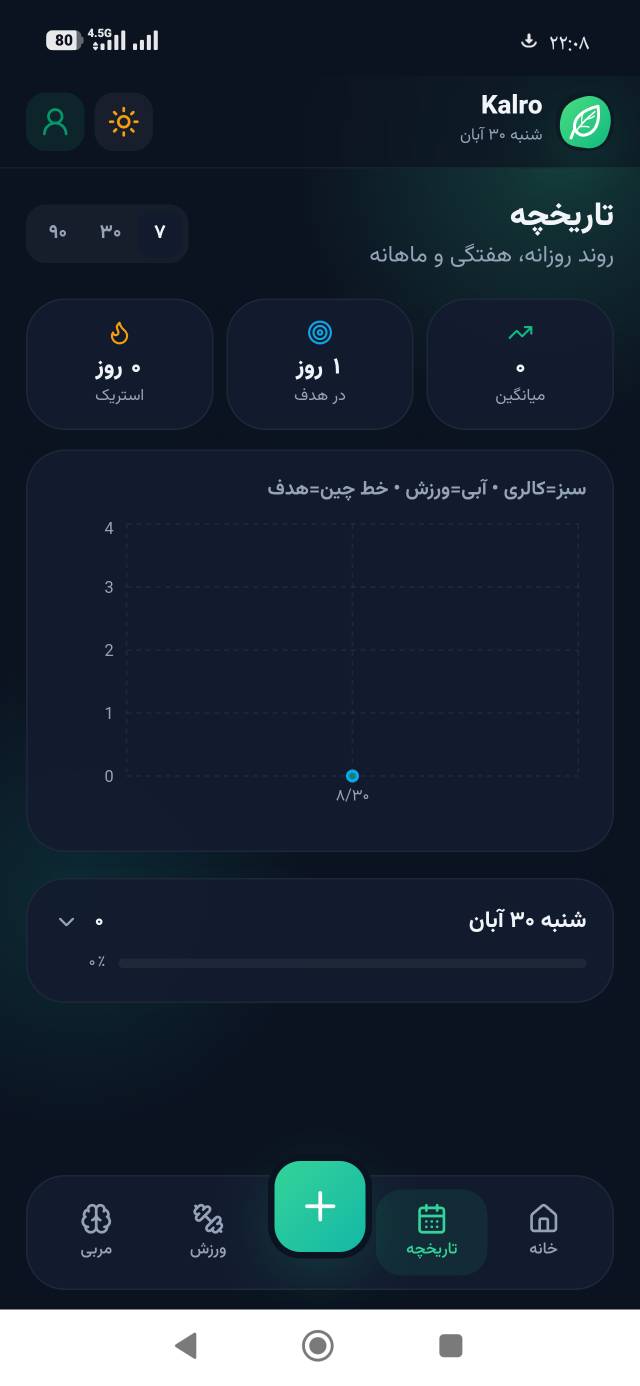 80 4.5G ۲۲:۰۸
Kalro
شنبه ۳۰ آبان
تاریخچه
۷ ۳۰ ۹۰
روند روزانه، هفتگی و ماهانه
۰
میانگین
۱ روز
در هدف
۰ روز
استریک
سبز=کالری • آبی=ورزش • خط چین=هدف
4
3
2
1
0
۸/۳۰
شنبه ۳۰ آبان
۰
۰٪
خانه
تاریخچه
ورزش
مربی